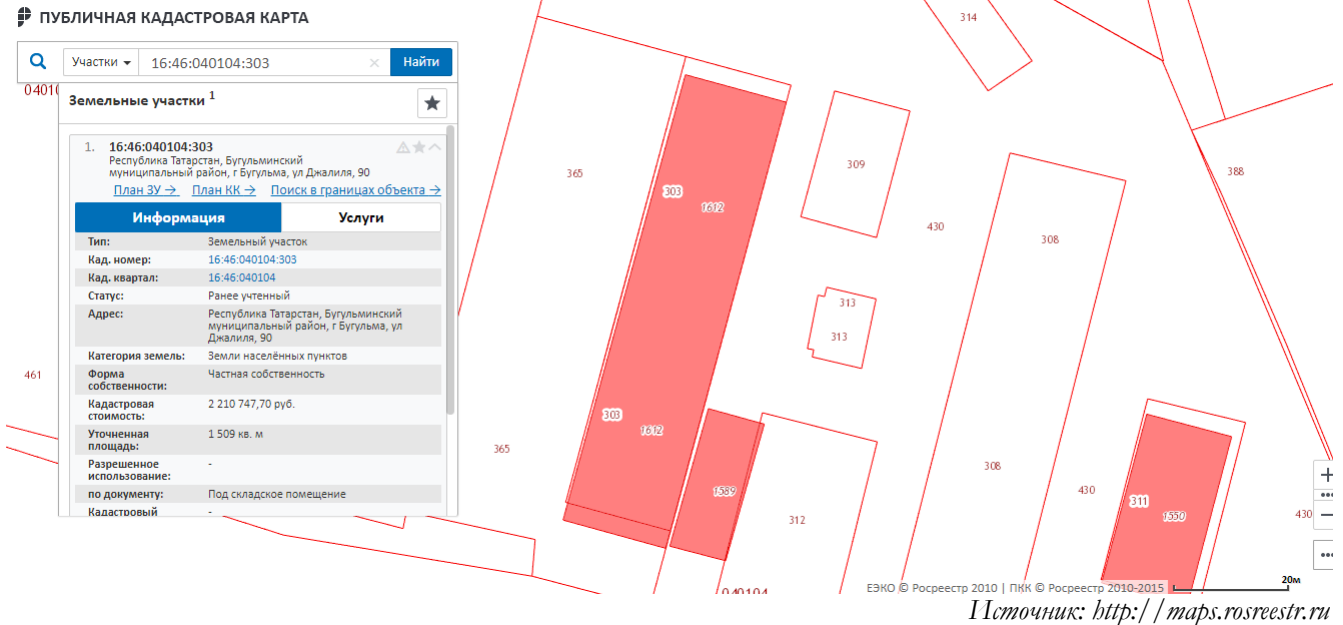 ПУБЛИЧНАЯ КАДАСТРОВАЯ КАРТА
Участки
16:46:040104:303
×
Найти
Земельные участки 1
1. 16:46:040104:303
Республика Татарстан, Бугульминский
муниципальный район, г Бугульма, ул Джалиля, 90
План ЗУ → План КК → Поиск в границах объекта →
Информация Услуги
Тип: Земельный участок
Кад. номер: 16:46:040104:303
Кад. квартал: 16:46:040104
Статус: Ранее учтенный
Адрес: Республика Татарстан, Бугульминский
муниципальный район, г Бугульма, ул
Джалиля, 90
Категория земель: Земли населённых пунктов
Форма собственности: Частная собственность
Кадастровая стоимость: 2 210 747,70 руб.
Уточненная площадь: 1 509 кв. м
Разрешенное использование: -
по документу: Под складское помещение
Кадастровый -
0401
461
314
365
303
1612
309
388
430
308
313
313
303
1612
365
1589
312
308
430
311
1550
430
040104
+
−
20м
ЕЭКО © Росреестр 2010 | ПКК © Росреестр 2010-2015
Источник: http://maps.rosreestr.ru